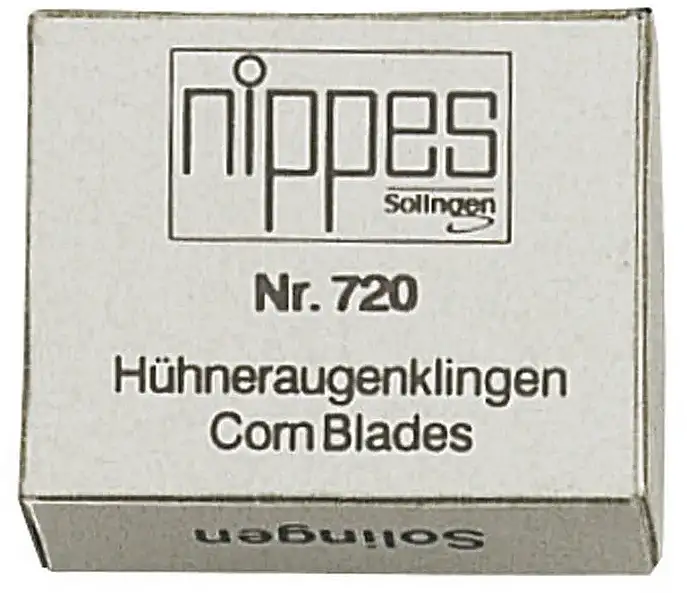 nippes
Solingen
Nr. 720
Hühneraugenklingen
Corn Blades
Solingen